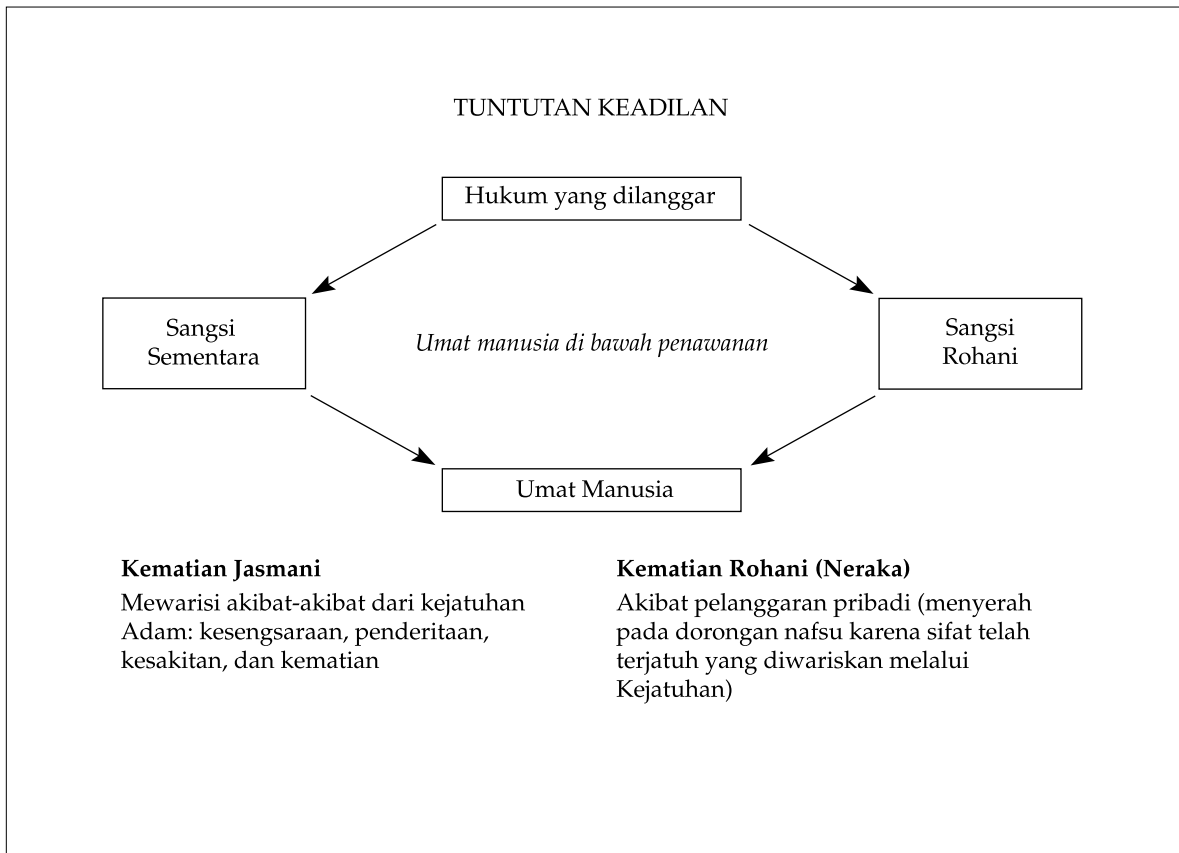 TUNTUTAN KEADILAN
Hukum yang dilanggar
Sangsi
Sementara
Umat manusia di bawah penawanan
Sangsi
Rohani
Umat Manusia
Kematian Jasmani
Mewarisi akibat-akibat dari kejatuhan
Adam: kesengsaraan, penderitaan,
kesakitan, dan kematian
Kematian Rohani (Neraka)
Akibat pelanggaran pribadi (menyerah
pada dorongan nafsu karena sifat telah
terjatuh yang diwariskan melalui
Kejatuhan)